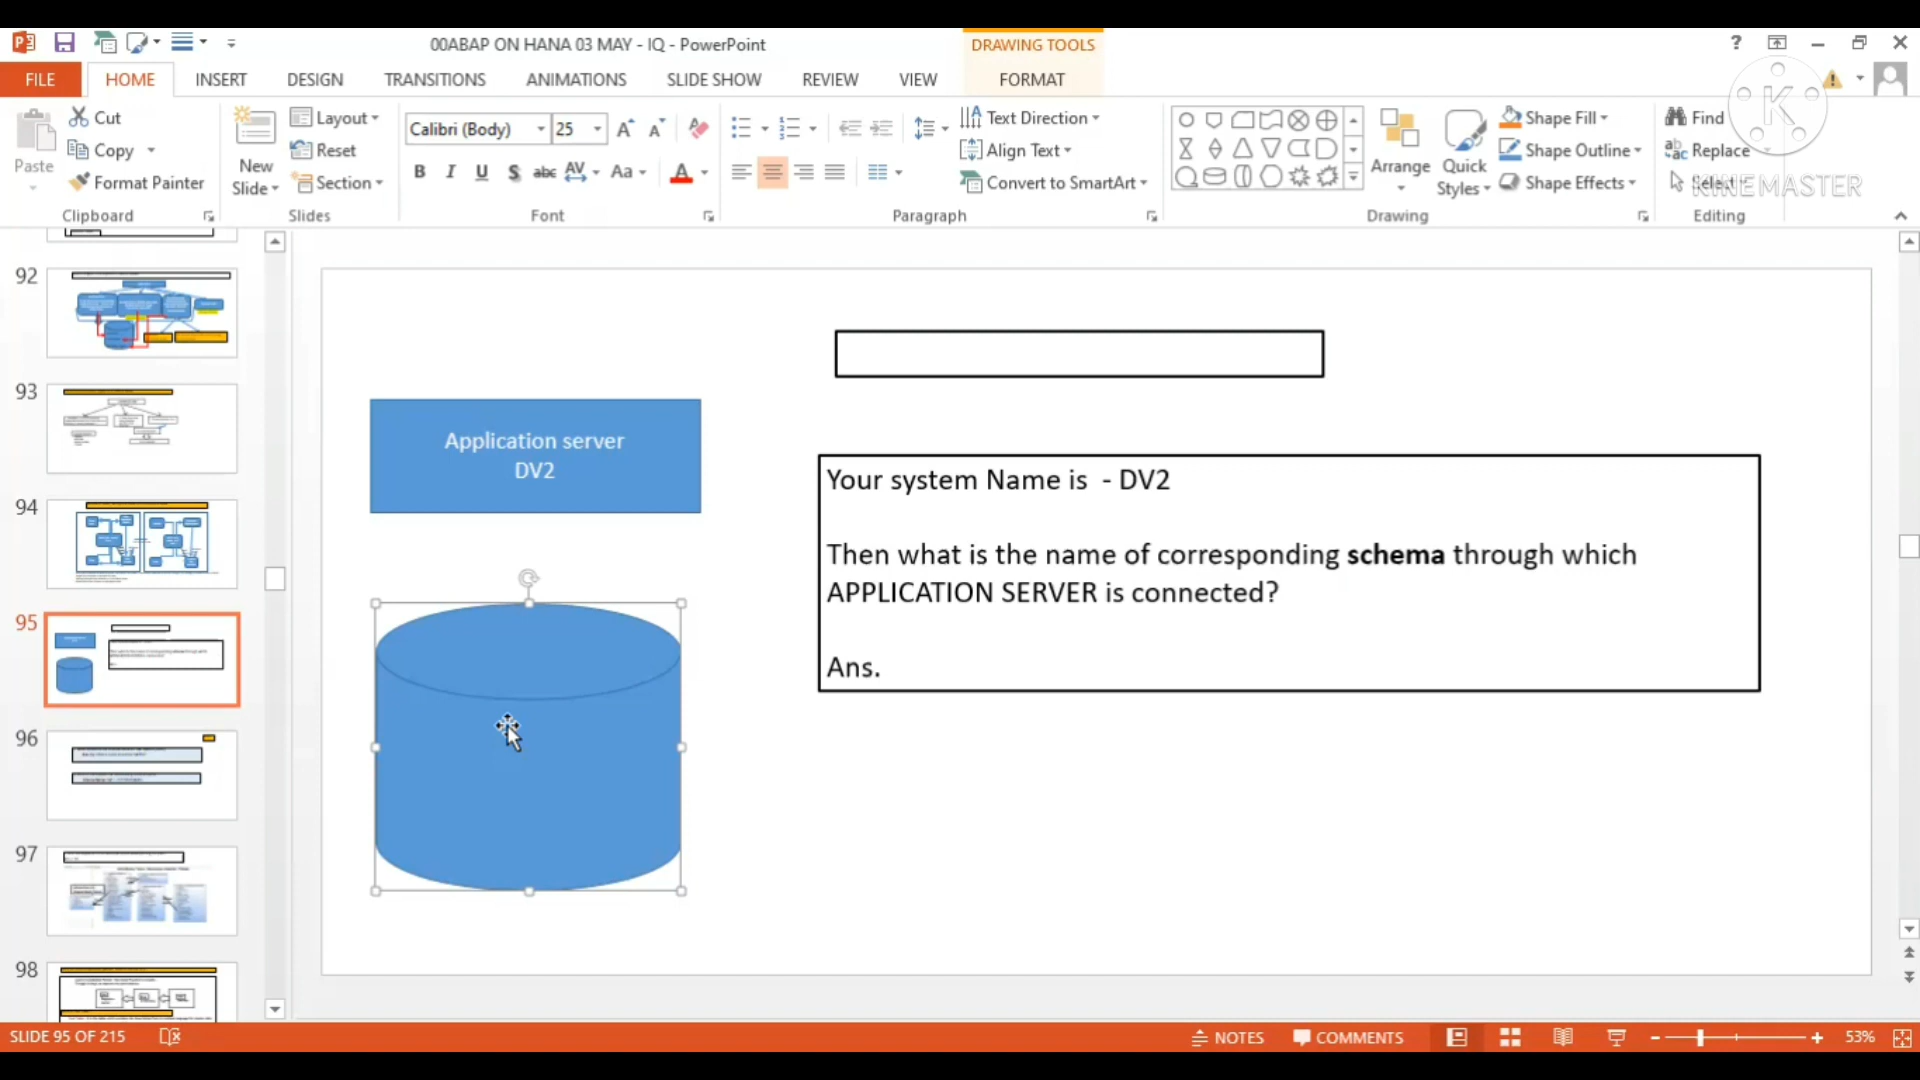 00ABAP ON HANA 03 MAY - IQ - PowerPoint
DRAWING TOOLS
?
FILE
HOME
INSERT
DESIGN
TRANSITIONS
ANIMATIONS
SLIDE SHOW
REVIEW
VIEW
FORMAT
Paste
Cut
Copy
Format Painter
Clipboard
New
Slide
Layout
Reset
Section
Slides
Calibri (Body)
25
B I U S abc AV Aa A
Font
Text Direction
Align Text
Convert to SmartArt
Paragraph
Arrange
Quick
Styles
Shape Fill
Shape Outline
Shape Effects
Drawing
Find
Replace
Select
Editing
K
KINEMASTER
92
93
94
95
96
97
98
Application server
DV2
Your system Name is - DV2
Then what is the name of corresponding schema through which
APPLICATION SERVER is connected?
Ans.
SLIDE 95 OF 215
NOTES
COMMENTS
53%